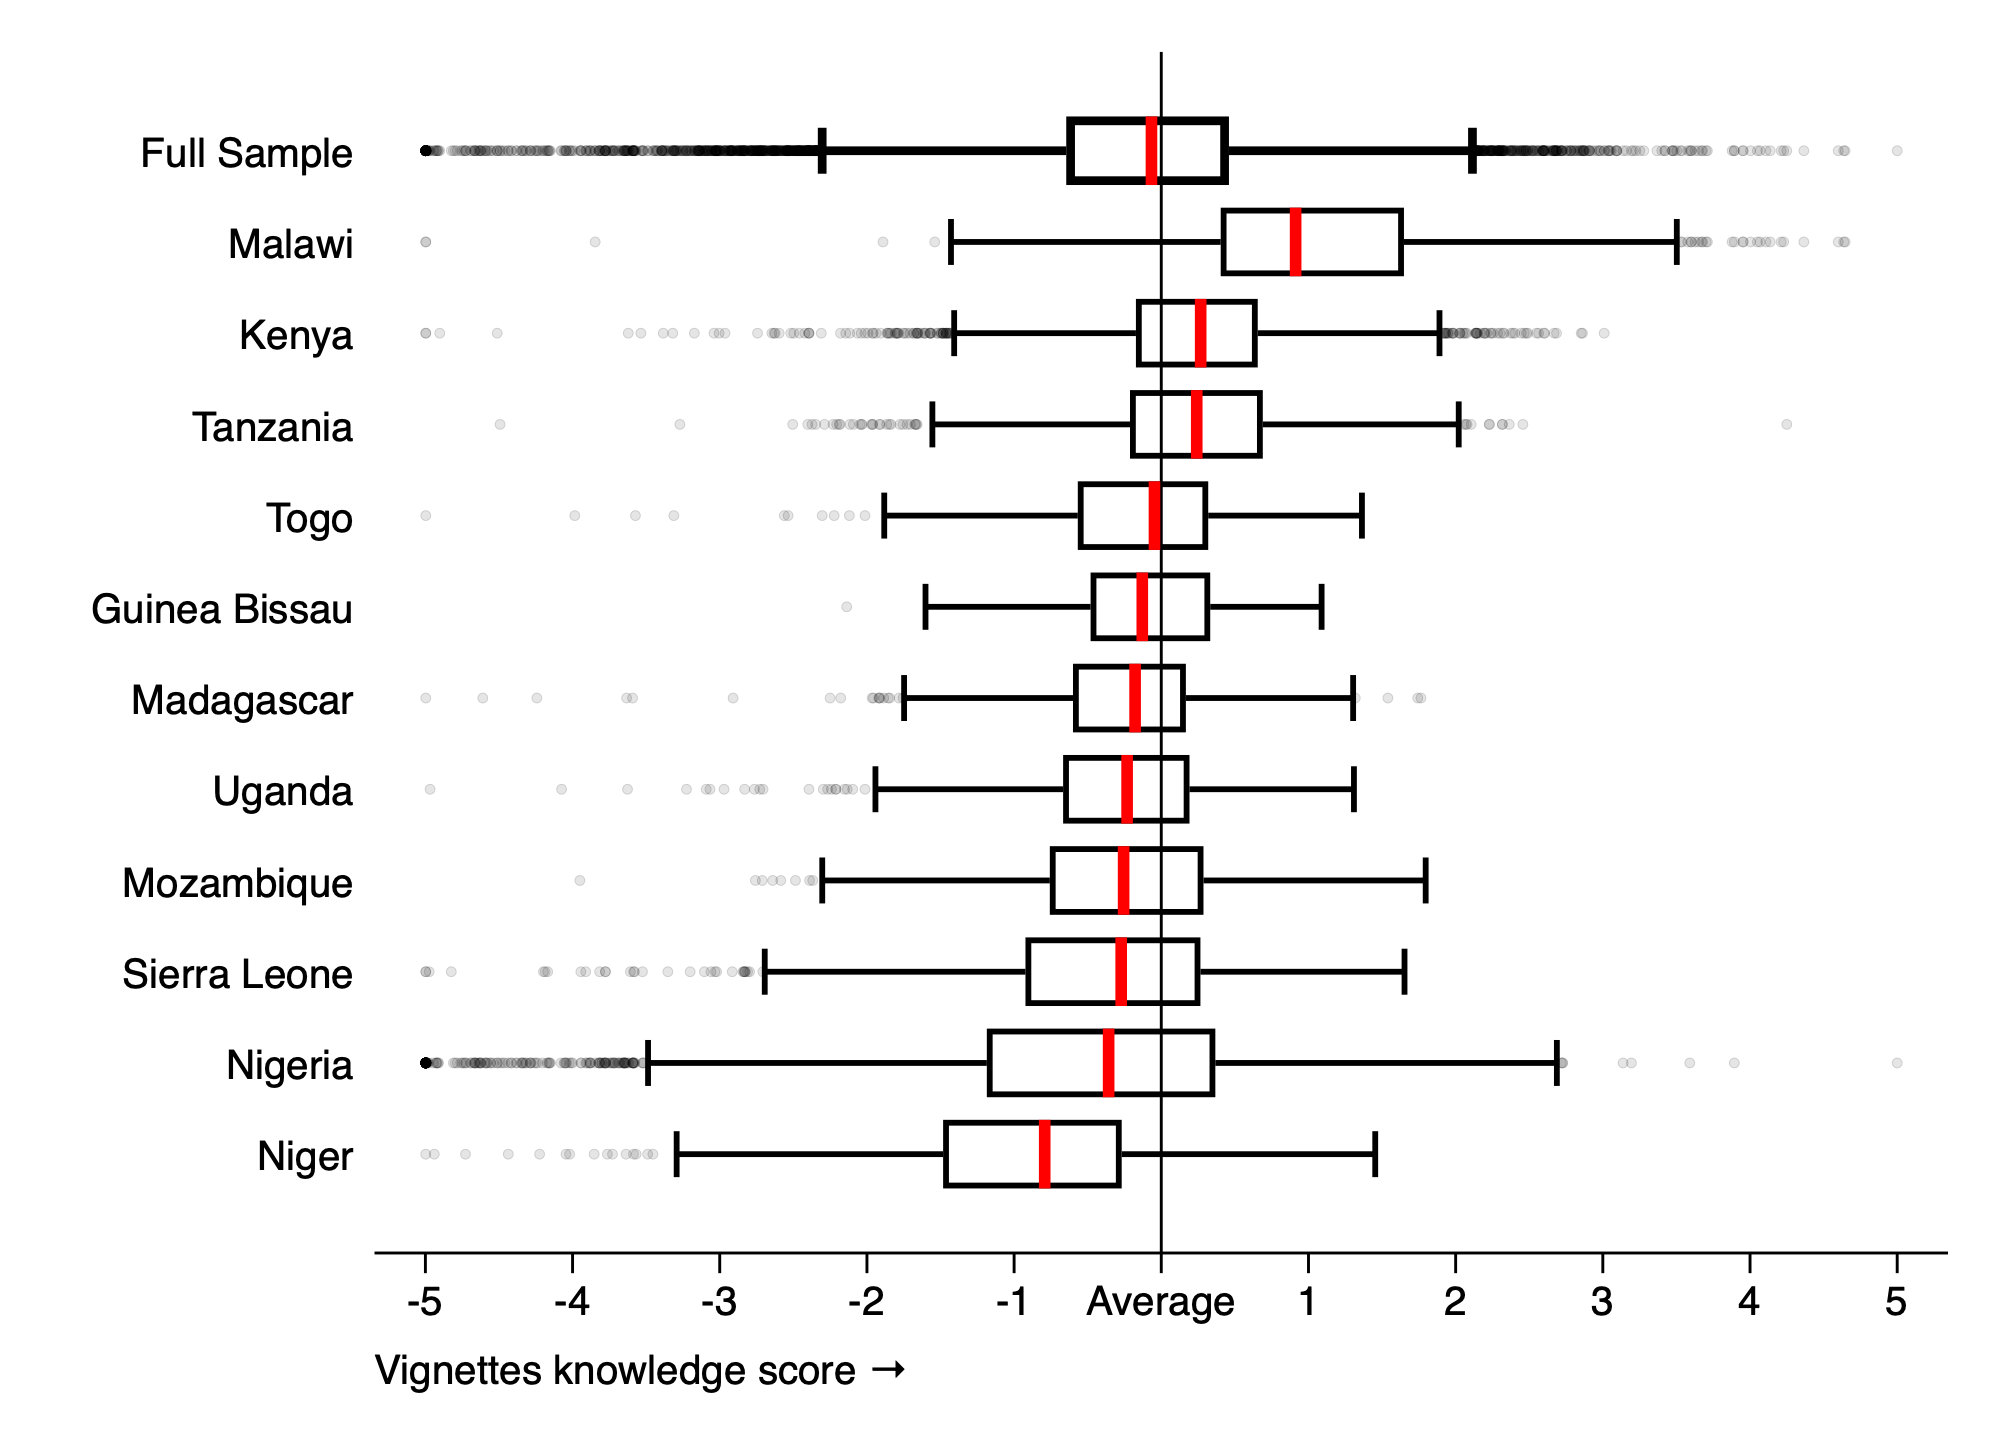 Full Sample
Malawi
Kenya
Tanzania
Togo
Guinea Bissau
Madagascar
Uganda
Mozambique
Sierra Leone
Nigeria
Niger
-5 -4 -3 -2 -1 Average 1 2 3 4 5
Vignettes knowledge score →